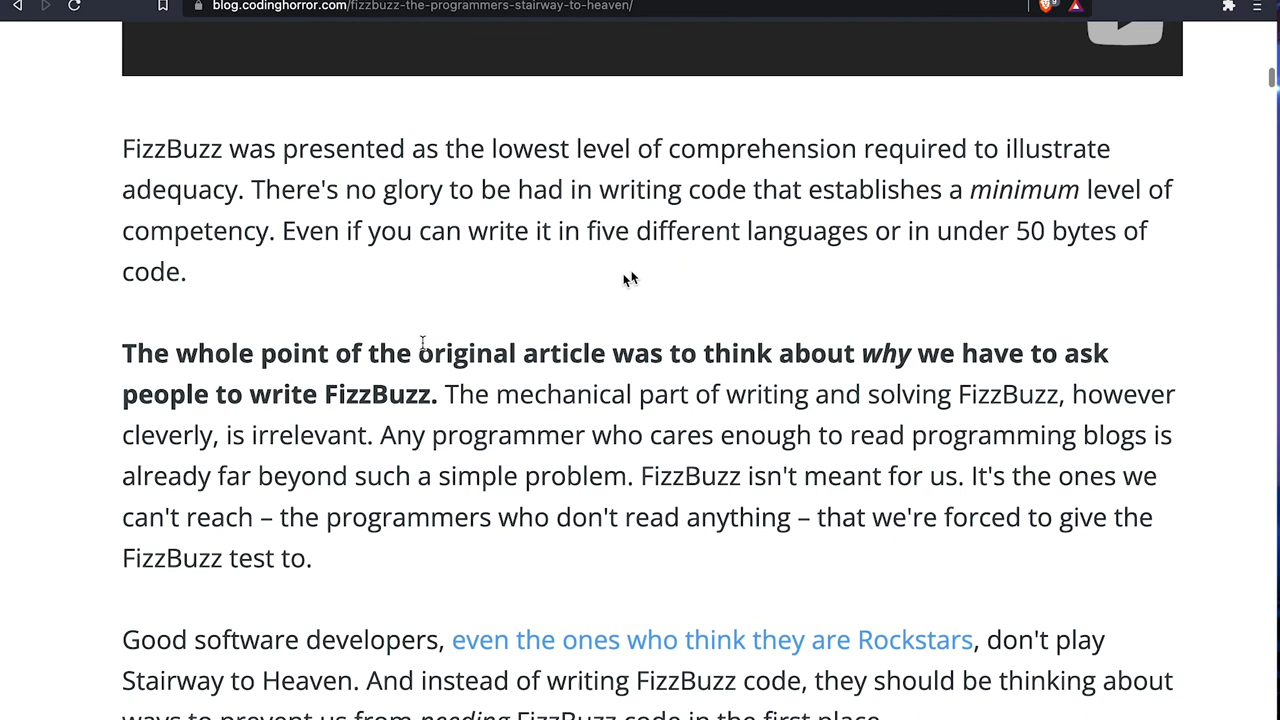 blog.codinghorror.com/fizzbuzz-the-programmers-stairway-to-heaven/
FizzBuzz was presented as the lowest level of comprehension required to illustrate
adequacy. There's no glory to be had in writing code that establishes a minimum level of
competency. Even if you can write it in five different languages or in under 50 bytes of
code.
The whole point of the original article was to think about why we have to ask
people to write FizzBuzz. The mechanical part of writing and solving FizzBuzz, however
cleverly, is irrelevant. Any programmer who cares enough to read programming blogs is
already far beyond such a simple problem. FizzBuzz isn't meant for us. It's the ones we
can't reach – the programmers who don't read anything – that we're forced to give the
FizzBuzz test to.
Good software developers, even the ones who think they are Rockstars, don't play
Stairway to Heaven. And instead of writing FizzBuzz code, they should be thinking about
ways to prevent us from needing FizzBuzz code in the first place.